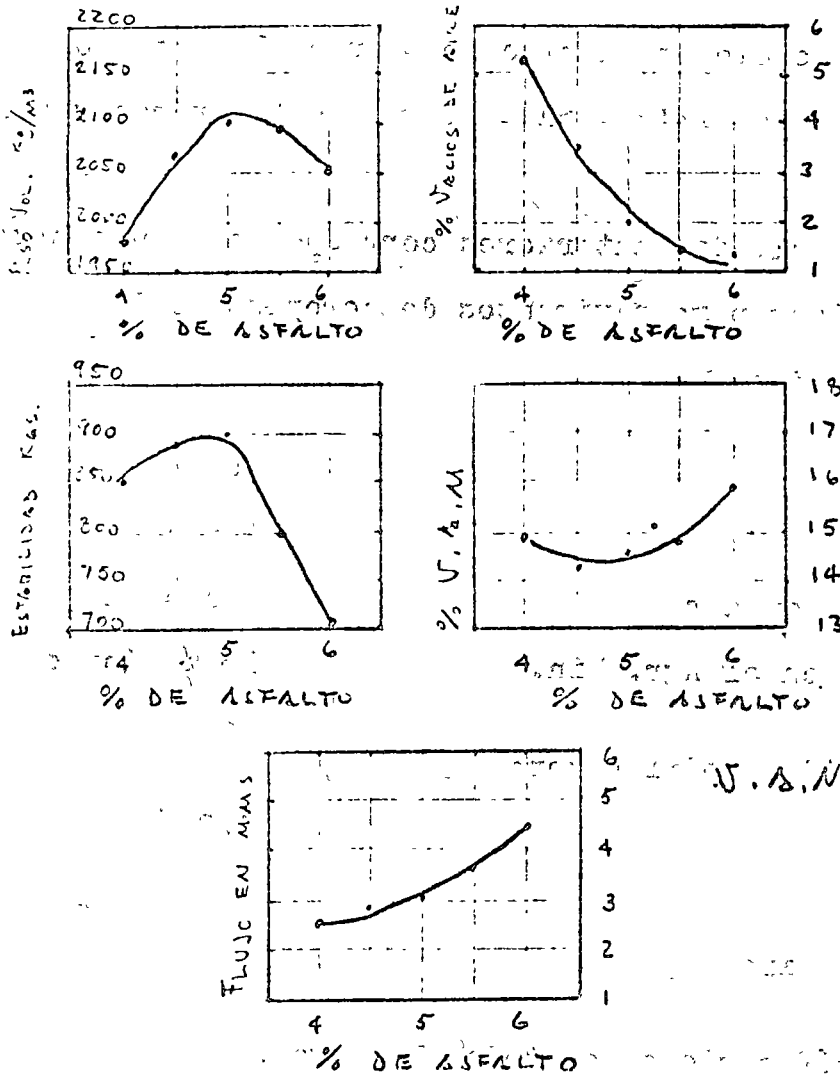 2200
2150
2100
2050
2000
1950
PESO VOL. Kg/M3
4 5 6
% DE ASFALTO
% VACIOS DE AIRE
6
5
4
3
2
1
4 5 6
% DE ASFALTO
950
900
850
800
750
700
ESTABILIDAD KGS.
4 5 6
% DE ASFALTO
% V.A.M
18
17
16
15
14
13
4 5 6
% DE ASFALTO
FLUJO EN M.M S
6
5
4
3
2
1
4 5 6
% DE ASFALTO
V.A.M